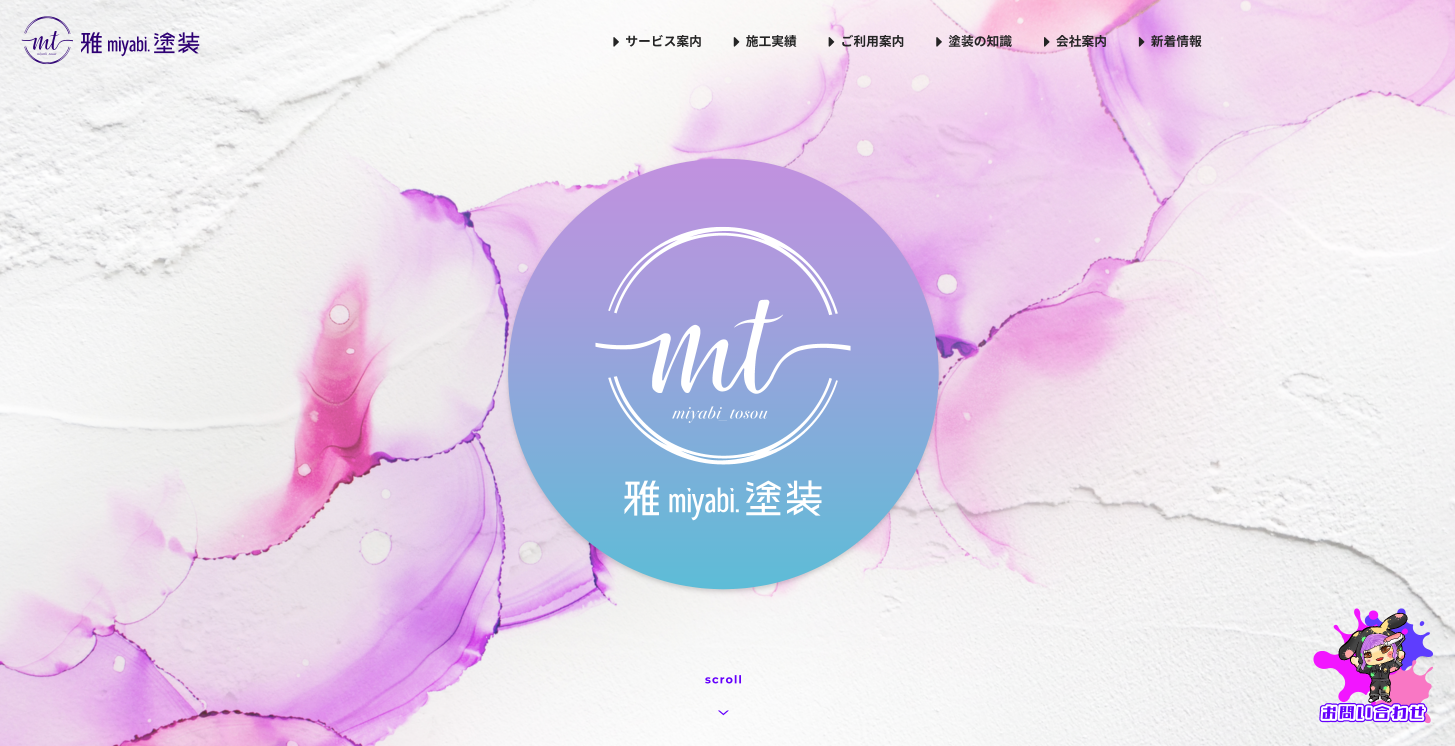 mt
雅 miyabi. 塗装
サービス案内
施工実績
ご利用案内
塗装の知識
会社案内
新着情報
mt
miyabi_tosou
雅 miyabi. 塗装
scroll
お問い合わせ